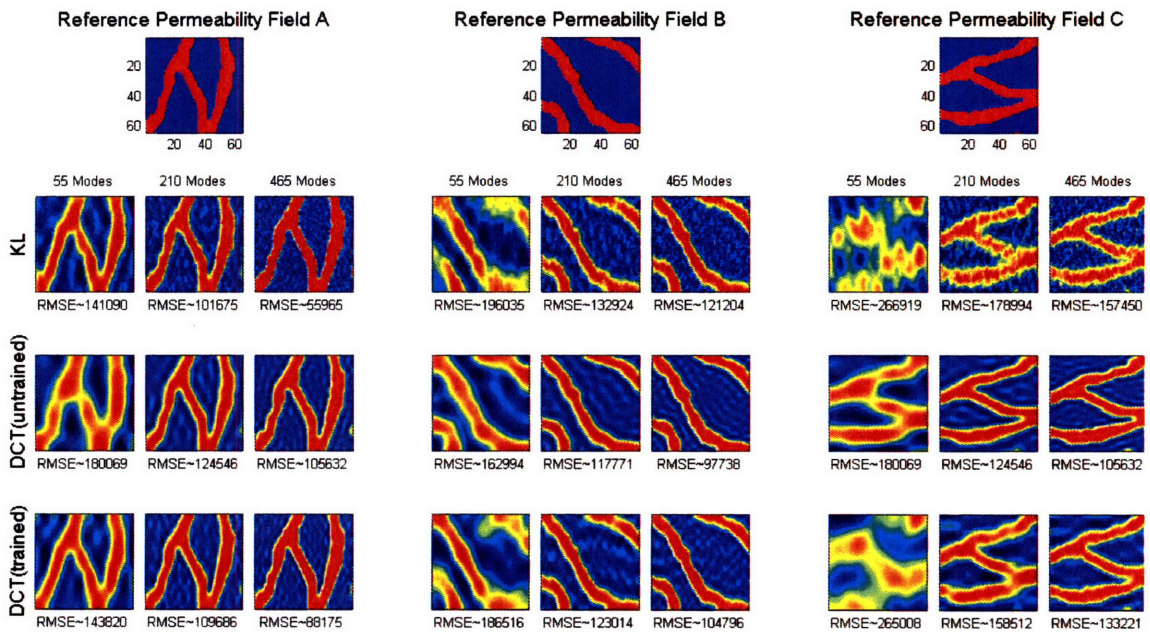 Reference Permeability Field A
Reference Permeability Field B
Reference Permeability Field C
20
40
60
20 40 60
20
40
60
20 40 60
20
40
60
20 40 60
55 Modes 210 Modes 465 Modes
55 Modes 210 Modes 465 Modes
55 Modes 210 Modes 465 Modes
KL
RMSE~141090 RMSE~101675 RMSE~55965
RMSE~196035 RMSE~132924 RMSE~121204
RMSE~266919 RMSE~178994 RMSE~157450
DCT(untrained)
RMSE~180069 RMSE~124546 RMSE~105632
RMSE~162994 RMSE~117771 RMSE~97738
RMSE~180069 RMSE~124546 RMSE~105632
DCT(trained)
RMSE~143820 RMSE~109686 RMSE~88175
RMSE~186516 RMSE~123014 RMSE~104796
RMSE~265008 RMSE~158512 RMSE~133221